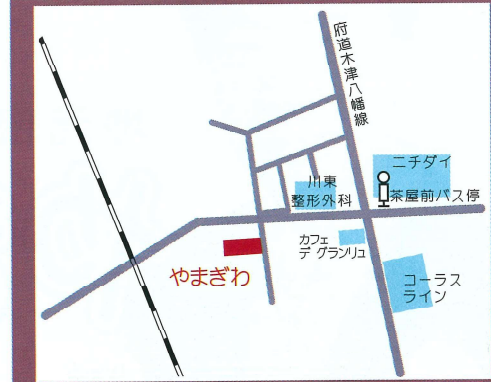 府道木津八幡線
ニチダイ
川東
整形外科
茶屋前バス停
カフェ
デ グランリュ
やまぎわ
コーラス
ライン